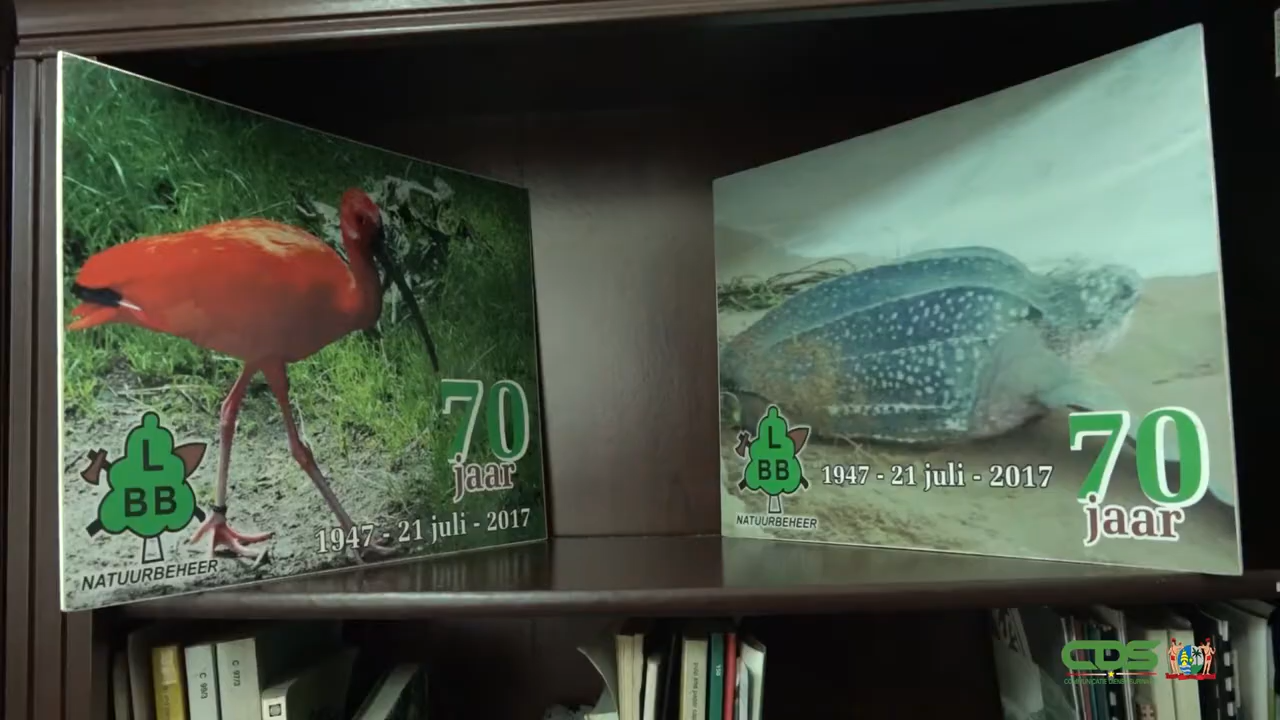 70
jaar
L
BB
1947 - 21 juli - 2017
NATUURBEHEER
70
jaar
L
BB
1947 - 21 juli - 2017
NATUURBEHEER
CDS